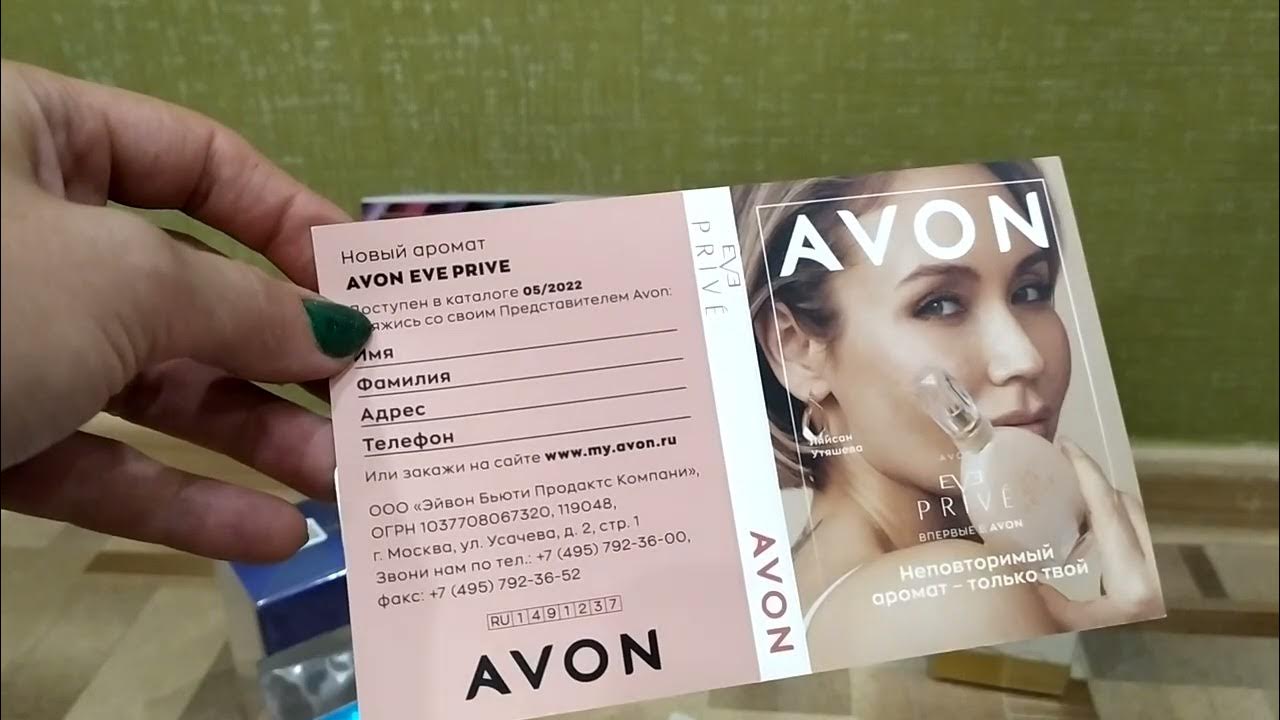 Новый аромат
AVON EVE PRIVE
Доступен в каталоге 05/2022
со своим Представителем Avon:
Имя
Фамилия
Адрес
Телефон
Или закажи на сайте www.my.avon.ru
ООО «Эйвон Бьюти Продактс Компани»,
ОГРН 1037708067320, 119048,
г. Москва, ул. Усачева, д. 2, стр. 1
Звони нам по тел.: +7 (495) 792-36-00,
факс: +7 (495) 792-36-52
RU1491237
AVON
EVE
PRIVÉ
AVON
AVON
Ляйсан
Утяшева
EVE
PRIVÉ
ВПЕРВЫЕ В AVON
Неповторимый
аромат – только твой